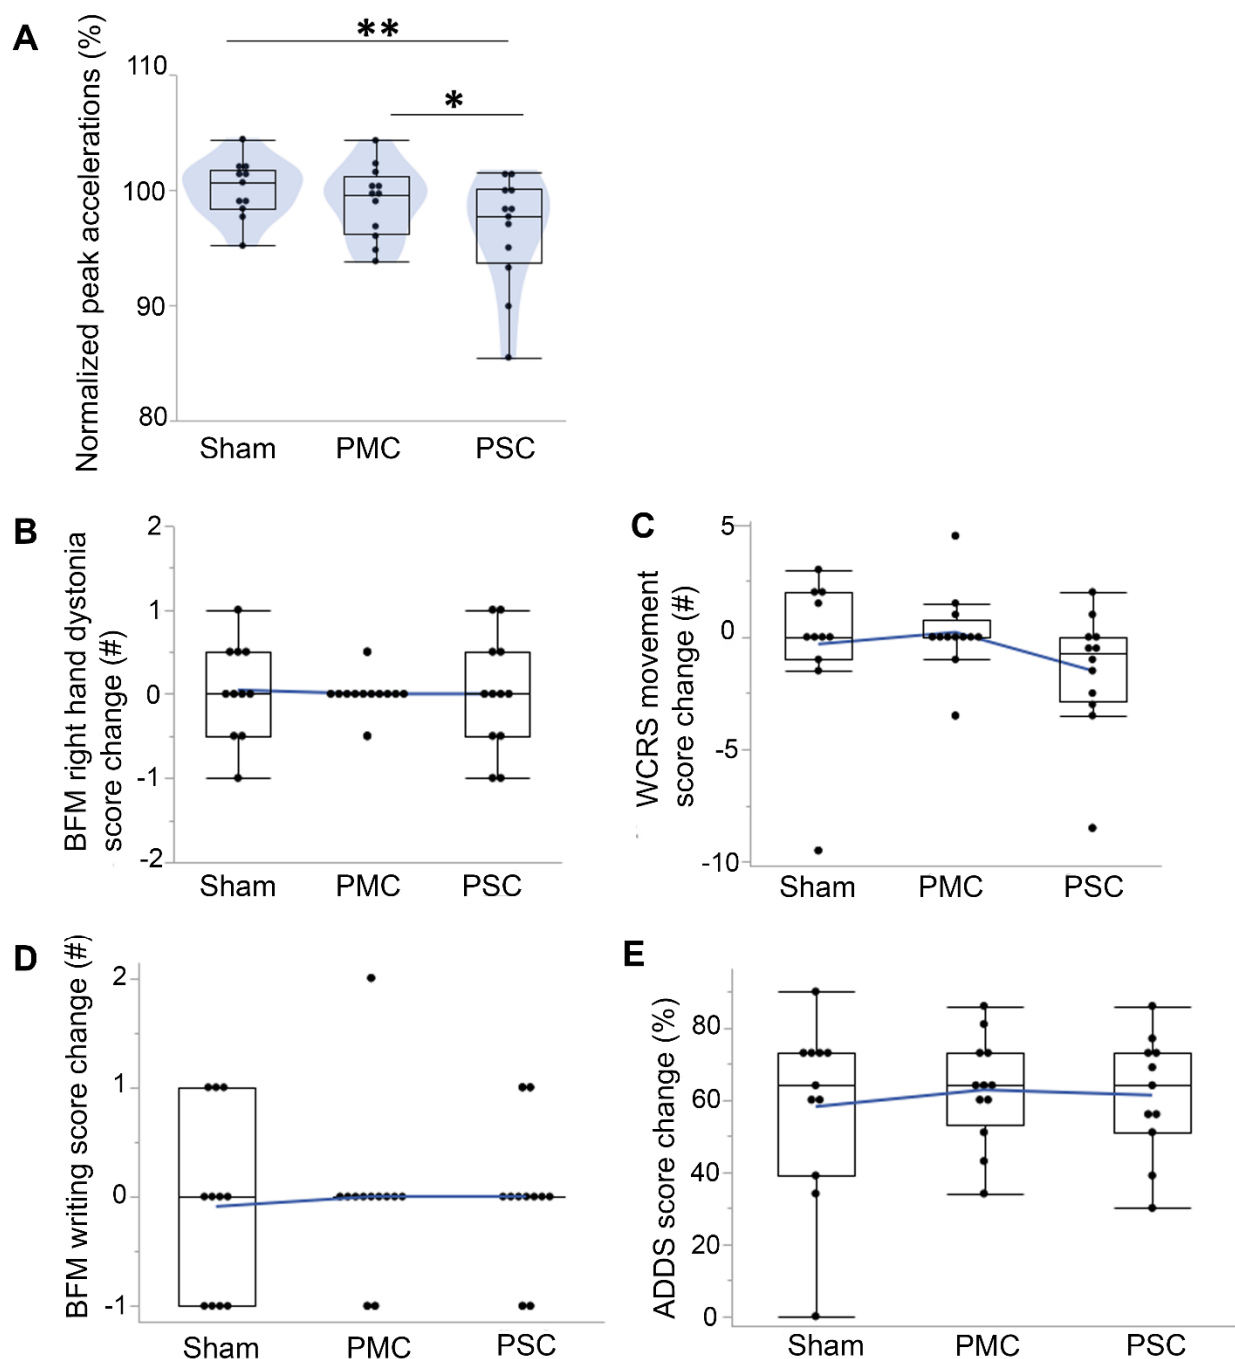 A
Normalized peak accelerations (%)
**
*
110
100
90
80
Sham PMC PSC
B
BFM right hand dystonia
score change (#)
2
1
0
-1
-2
Sham PMC PSC
C
WCRS movement
score change (#)
5
0
-5
-10
Sham PMC PSC
D
BFM writing score change (#)
2
1
0
-1
Sham PMC PSC
E
ADDS score change (%)
80
60
40
20
0
Sham PMC PSC